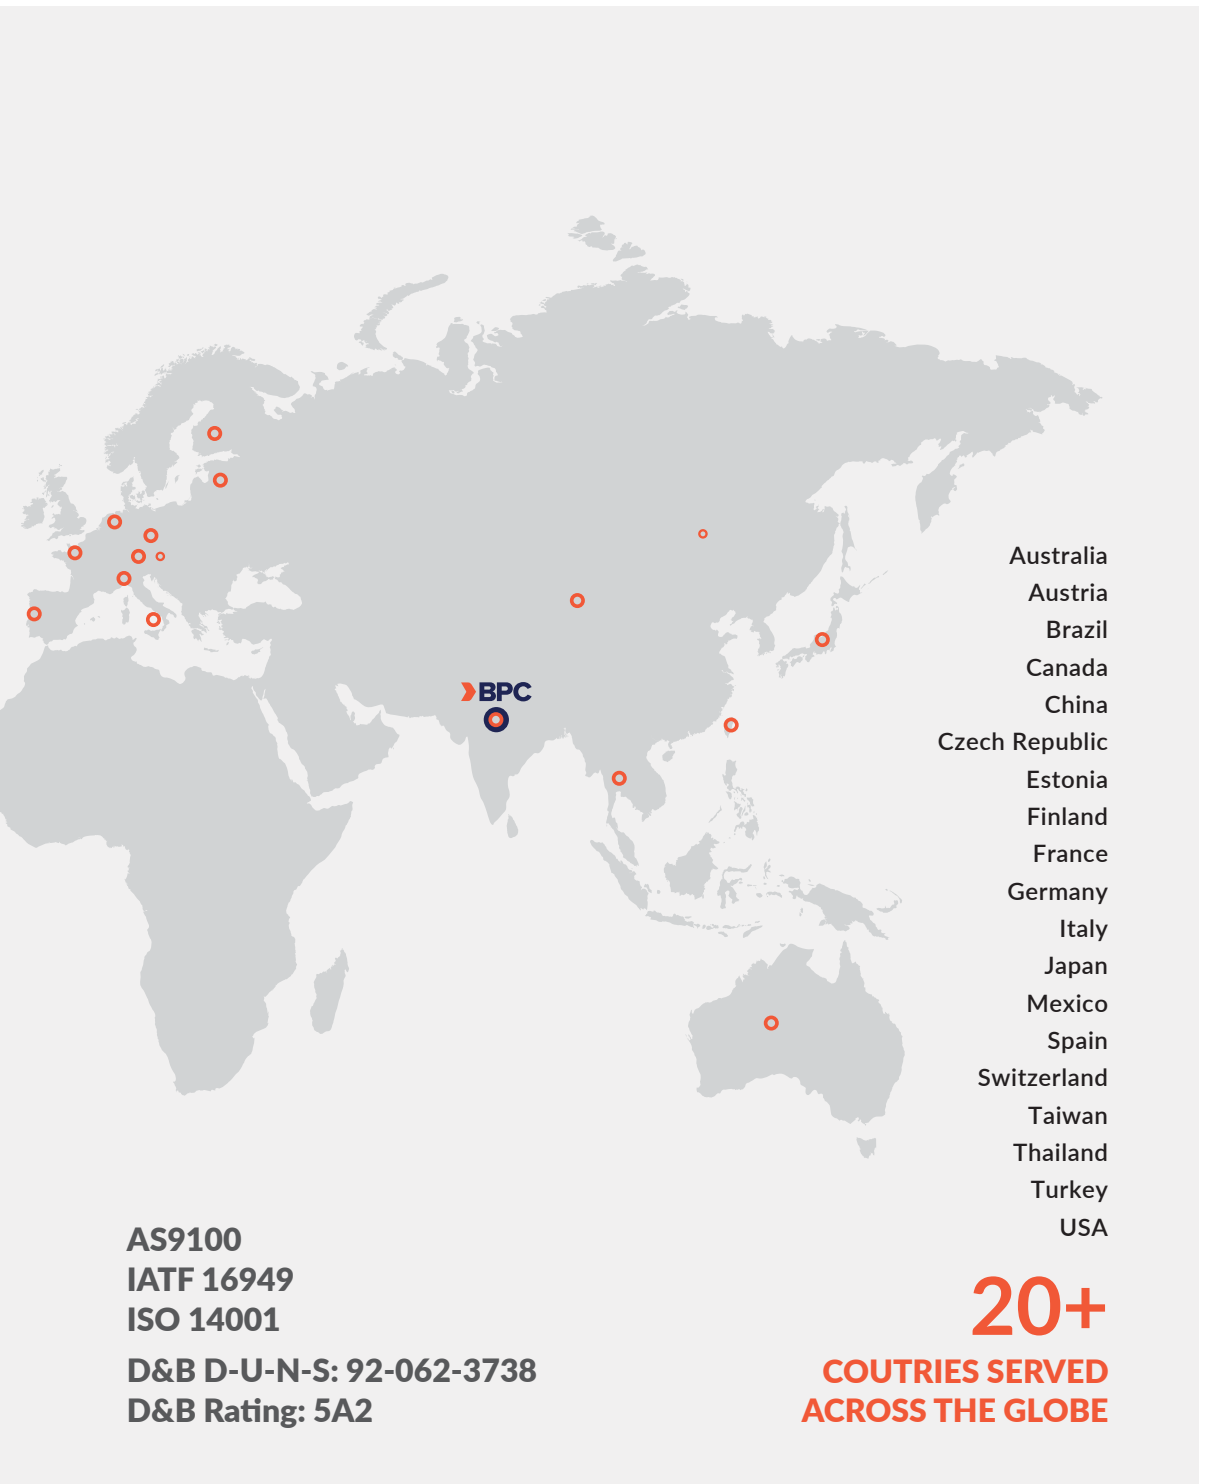 BPC
Australia
Austria
Brazil
Canada
China
Czech Republic
Estonia
Finland
France
Germany
Italy
Japan
Mexico
Spain
Switzerland
Taiwan
Thailand
Turkey
USA
AS9100
IATF 16949
ISO 14001
D&B D-U-N-S: 92-062-3738
D&B Rating: 5A2
20+
COUTRIES SERVED
ACROSS THE GLOBE